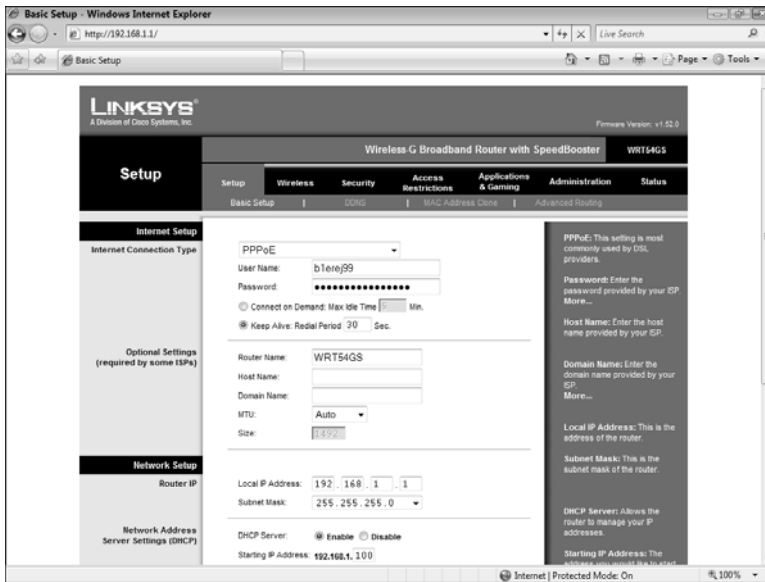 Basic Setup - Windows Internet Explorer
http://192.168.1.1/
Live Search
Basic Setup
Page
Tools
LINKSYS®
A Division of Cisco Systems, Inc.
Firmware Version: v1.52.0
Wireless-G Broadband Router with SpeedBooster WRT54GS
Setup
Setup Wireless Security Access Restrictions Applications & Gaming Administration Status
Basic Setup | DDNS | MAC Address Clone | Advanced Routing
Internet Setup
Internet Connection Type
PPPoE
User Name: b1erej99
Password: ••••••••••••••••
Connect on Demand: Max Idle Time 5 Min.
Keep Alive: Redial Period 30 Sec.
Optional Settings
(required by some ISPs)
Router Name: WRT54GS
Host Name:
Domain Name:
MTU: Auto
Size: 1492
Network Setup
Router IP
Local IP Address: 192 . 168 . 1 . 1
Subnet Mask: 255.255.255.0
Network Address
Server Settings (DHCP)
DHCP Server: Enable Disable
Starting IP Address: 192.168.1. 100
PPPoE: This setting is most
commonly used by DSL
providers.
Password: Enter the
password provided by your ISP.
More...
Host Name: Enter the host
name provided by your ISP.
Domain Name: Enter the
domain name provided by your
ISP.
More...
Local IP Address: This is the
address of the router.
Subnet Mask: This is the
subnet mask of the router.
DHCP Server: Allows the
router to manage your IP
addresses.
Starting IP Address: The
address you would like to start
Internet | Protected Mode: On
100%